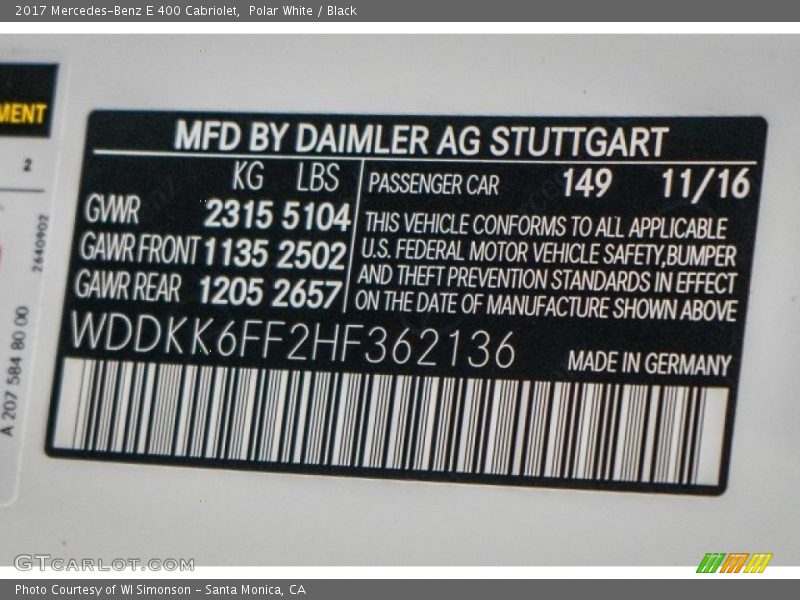 2017 Mercedes-Benz E 400 Cabriolet,  Polar White / Black
MENT
2
2640902
A 207 584 80 00
MFD BY DAIMLER AG STUTTGART
KG LBS
GWR 2315 5104
GAWR FRONT 1135 2502
GAWR REAR 1205 2657
PASSENGER CAR 149 11/16
THIS VEHICLE CONFORMS TO ALL APPLICABLE
U.S. FEDERAL MOTOR VEHICLE SAFETY, BUMPER
AND THEFT PREVENTION STANDARDS IN EFFECT
ON THE DATE OF MANUFACTURE SHOWN ABOVE
WDDKK6FF2HF362136
MADE IN GERMANY
GTCARLOT.COM
Photo Courtesy of WI Simonson - Santa Monica, CA